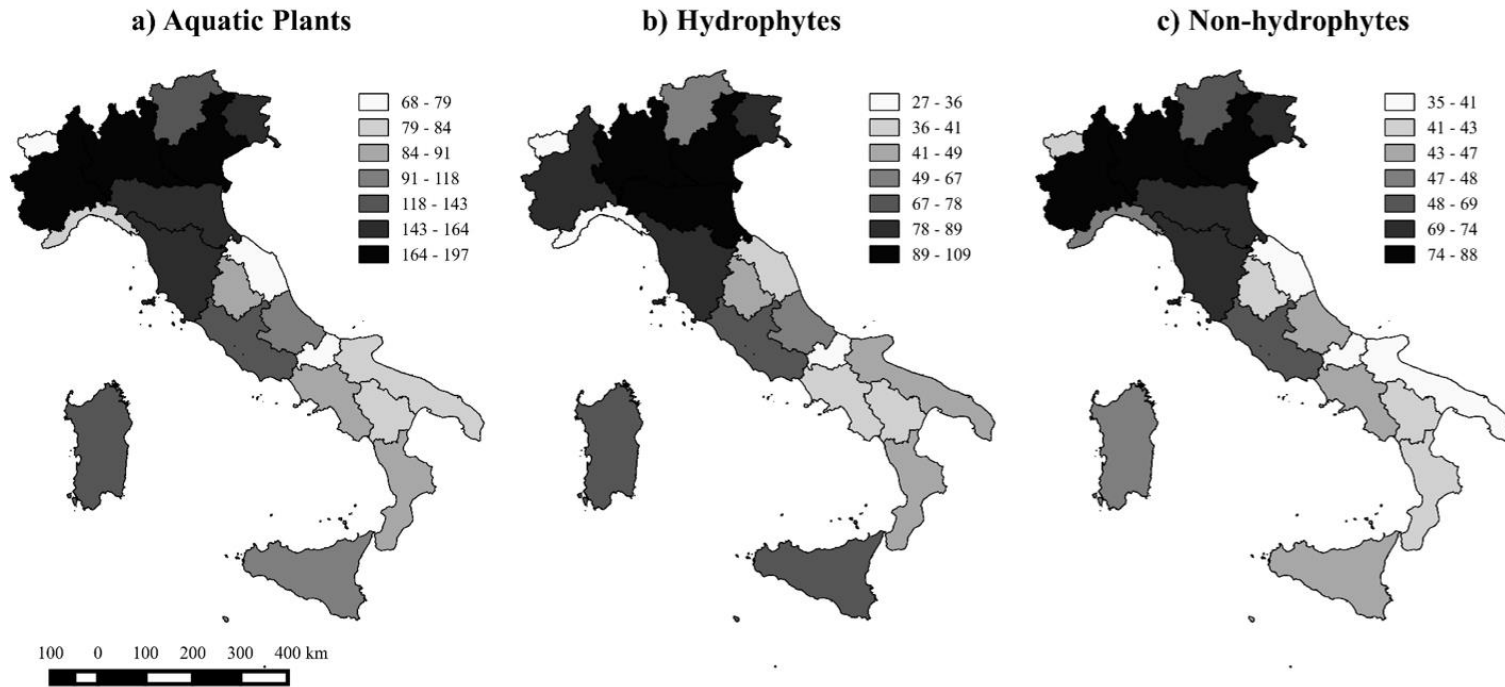 a) Aquatic Plants
68 - 79
79 - 84
84 - 91
91 - 118
118 - 143
143 - 164
164 - 197
b) Hydrophytes
27 - 36
36 - 41
41 - 49
49 - 67
67 - 78
78 - 89
89 - 109
c) Non-hydrophytes
35 - 41
41 - 43
43 - 47
47 - 48
48 - 69
69 - 74
74 - 88
100 0 100 200 300 400 km